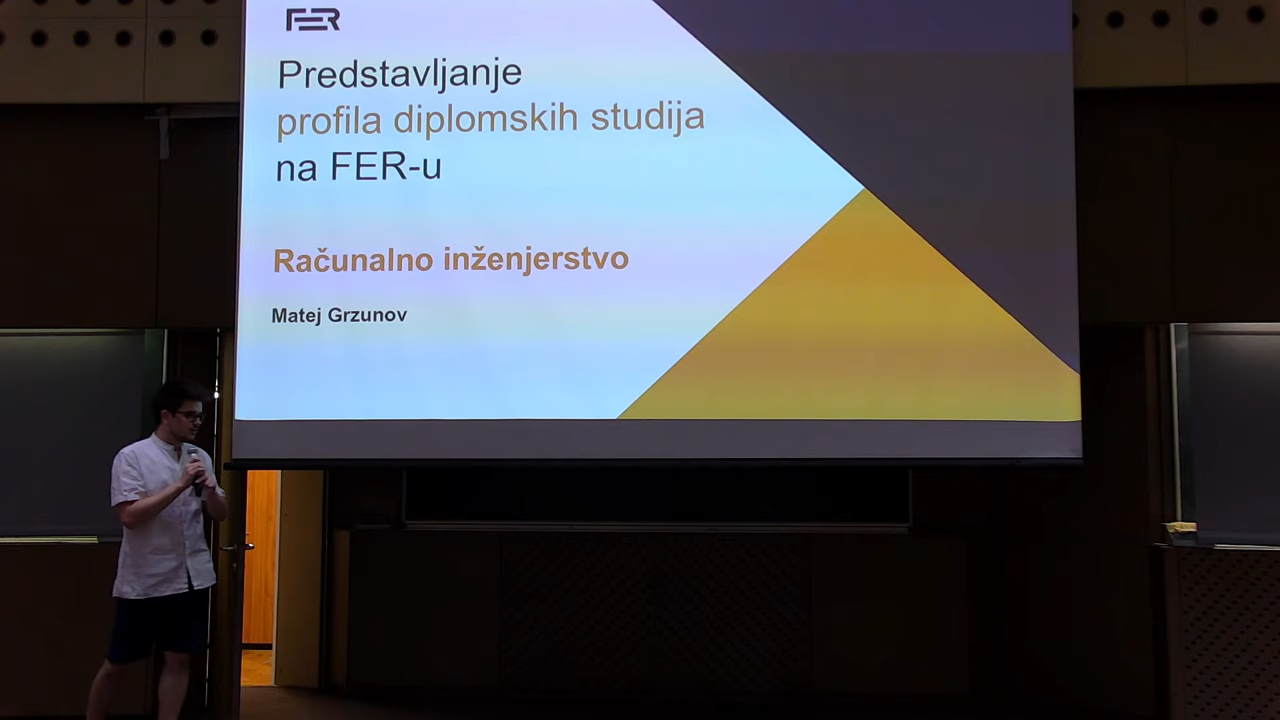 FER
Predstavljanje
profila diplomskih studija
na FER-u
Računalno inženjerstvo
Matej Grzunov